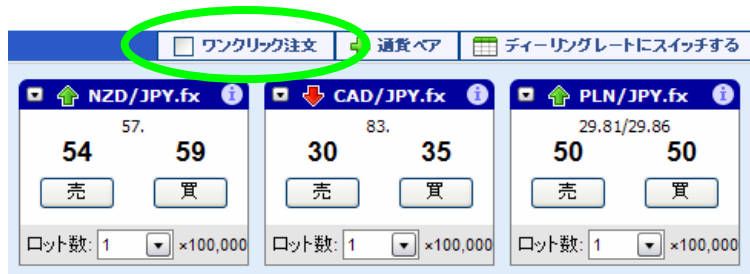 ワンクリック注文 通貨ペア ディーリングレートにスイッチする
NZD/JPY.fx CAD/JPY.fx PLN/JPY.fx
57. 83. 29.81/29.86
54 59 30 35 50 50
売 買 売 買 売 買
ロット数: 1 ×100,000 ロット数: 1 ×100,000 ロット数: 1 ×100,000